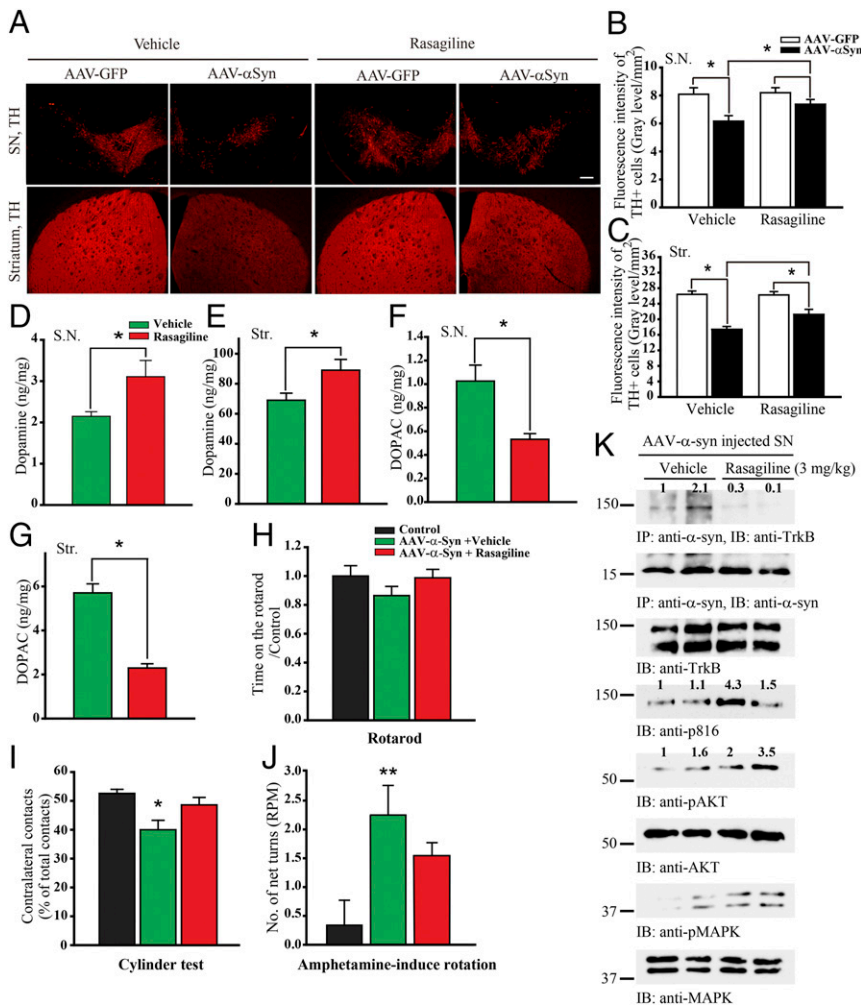 A
Vehicle
Rasagiline
AAV-GFP
AAV-αSyn
AAV-GFP
AAV-αSyn
SN, TH
Striatum, TH
B
AAV-GFP
AAV-αSyn
S.N.
*
*
Fluorescence intensity of
TH+ cells (Gray level/mm²)
10
8
6
4
2
0
Vehicle
Rasagiline
C
Str.
*
*
Fluorescence intensity of
TH+ cells (Gray level/mm²)
36
32
28
24
20
16
12
8
4
0
Vehicle
Rasagiline
D
Vehicle
Rasagiline
S.N.
*
Dopamine (ng/mg)
4
3
2
1
0
E
Str.
*
Dopamine (ng/mg)
100
80
60
40
20
0
F
S.N.
*
DOPAC (ng/mg)
1.4
1.2
1.0
0.8
0.6
0.4
0.2
0.0
G
Str.
*
DOPAC (ng/mg)
8
6
4
2
0
H
Control
AAV-α-Syn +Vehicle
AAV-α-Syn + Rasagiline
Time on the rotarod
/Control
1.2
1.0
0.8
0.6
0.4
0.2
0.0
Rotarod
I
*
Contralateral contacts
(% of total contacts)
60
50
40
30
20
10
0
Cylinder test
J
**
No. of net turns (RPM)
3.0
2.5
2.0
1.5
1.0
0.5
0.0
Amphetamine-induce rotation
K
AAV-α-syn injected SN
Vehicle
Rasagiline (3 mg/kg)
1 2.1 0.3 0.1
150
IP: anti-α-syn, IB: anti-TrkB
15
IP: anti-α-syn, IB: anti-α-syn
150
IB: anti-TrkB
1 1.1 4.3 1.5
150
IB: anti-p816
1 1.6 2 3.5
50
IB: anti-pAKT
50
IB: anti-AKT
37
IB: anti-pMAPK
37
IB: anti-MAPK